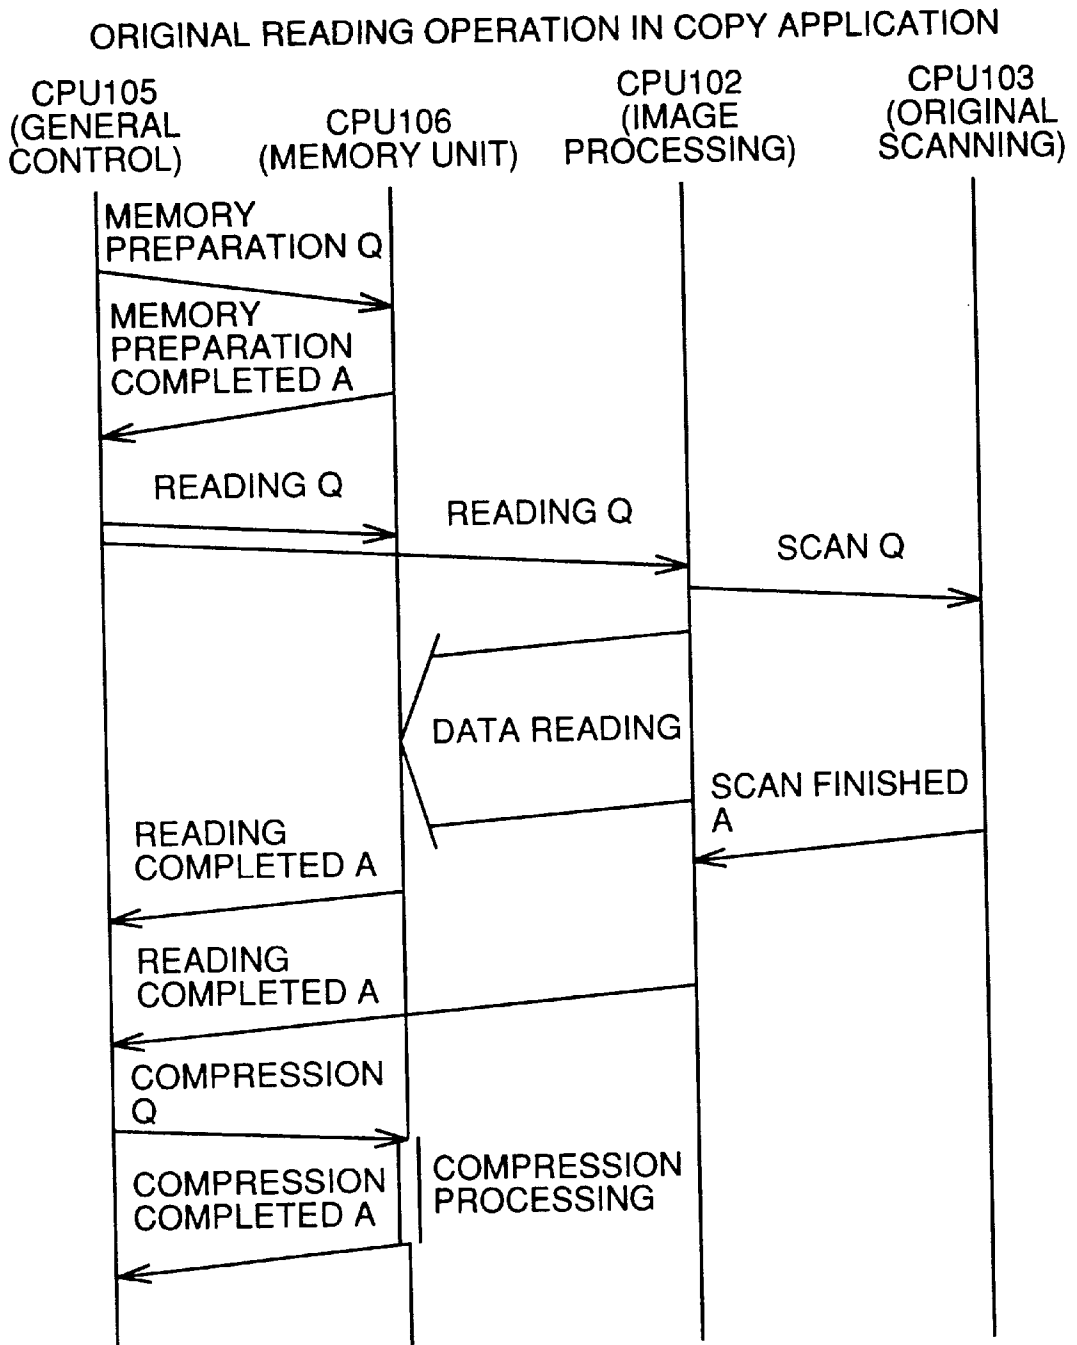 ORIGINAL READING OPERATION IN COPY APPLICATION
CPU105
(GENERAL
CONTROL)
CPU106
(MEMORY UNIT)
CPU102
(IMAGE
PROCESSING)
CPU103
(ORIGINAL
SCANNING)
MEMORY
PREPARATION Q
MEMORY
PREPARATION
COMPLETED A
READING Q
READING Q
SCAN Q
DATA READING
SCAN FINISHED
A
READING
COMPLETED A
READING
COMPLETED A
COMPRESSION
Q
COMPRESSION
PROCESSING
COMPRESSION
COMPLETED A